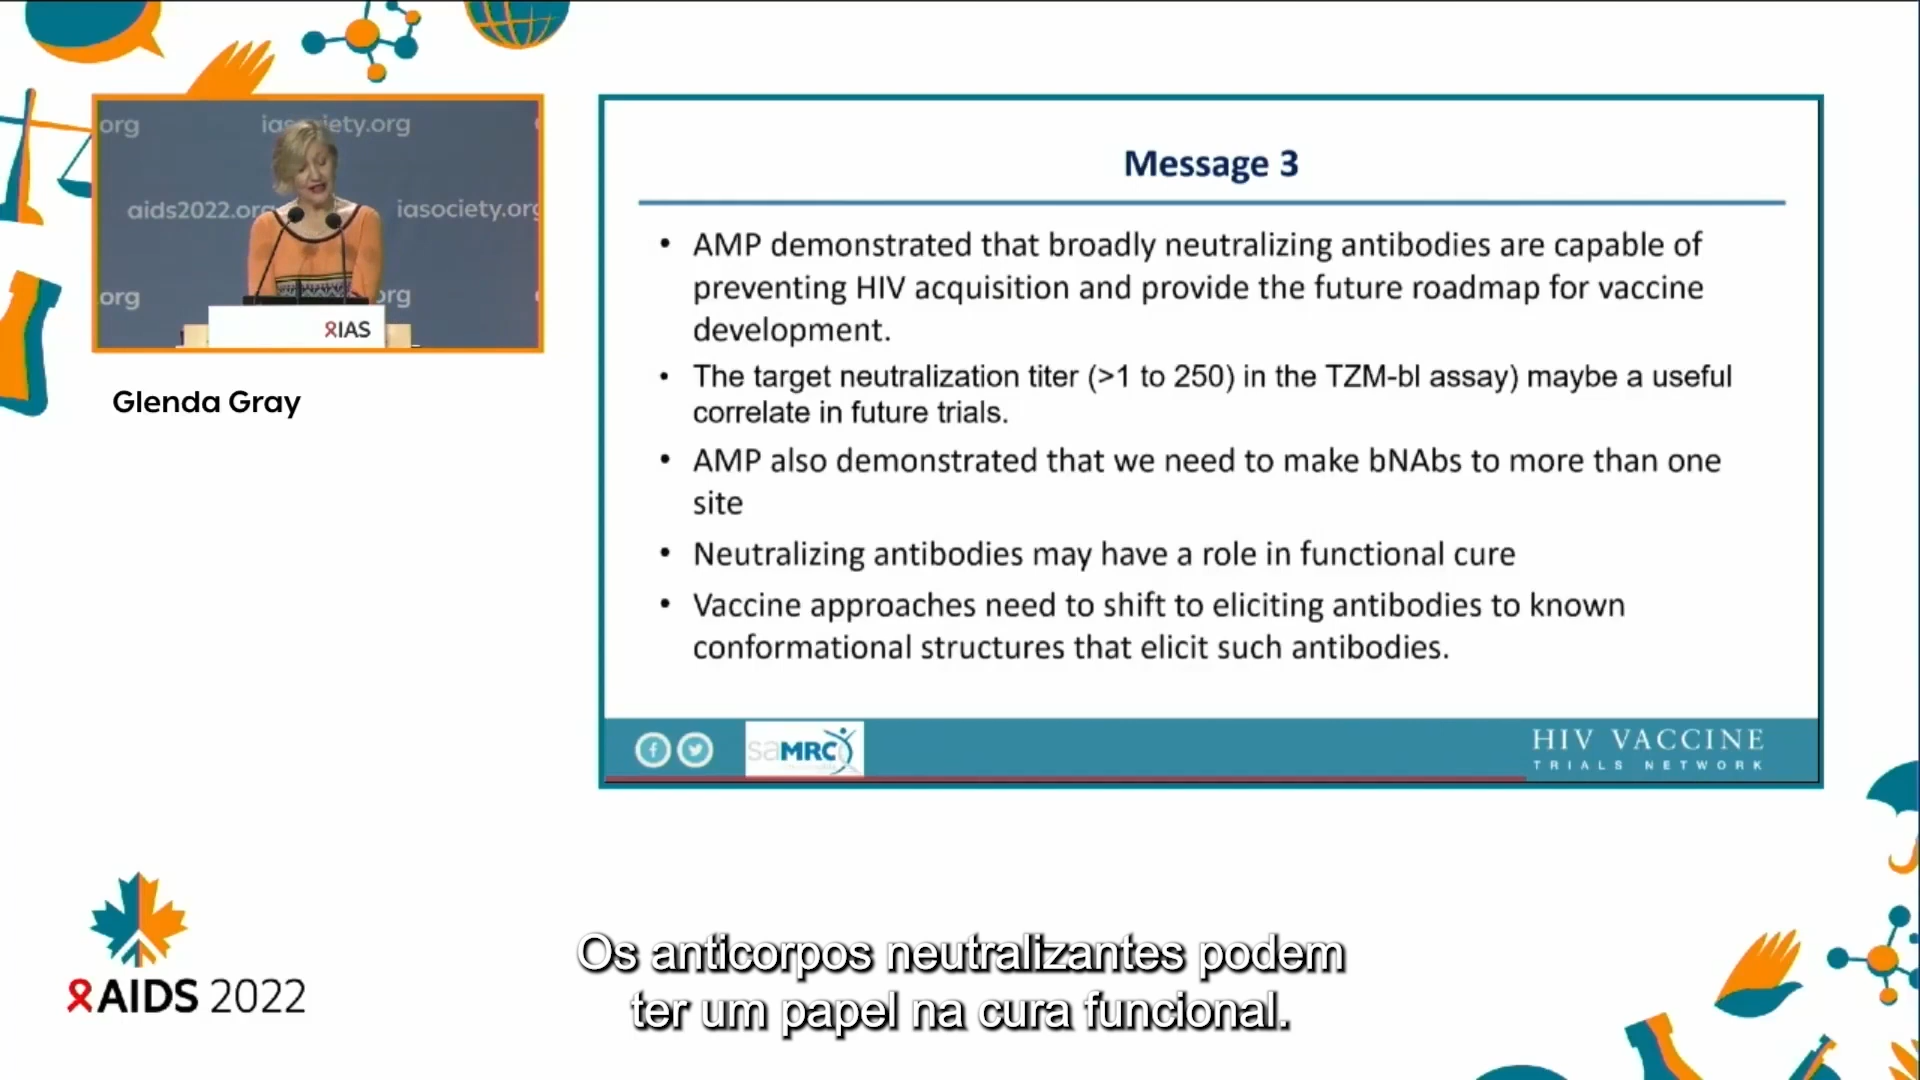 org
iasociety.org
aids2022.org
iasociety.org
org
org
IAS
Glenda Gray
Message 3
• AMP demonstrated that broadly neutralizing antibodies are capable of
preventing HIV acquisition and provide the future roadmap for vaccine
development.
• The target neutralization titer (>1 to 250) in the TZM-bl assay) maybe a useful
correlate in future trials.
• AMP also demonstrated that we need to make bNAbs to more than one
site
• Neutralizing antibodies may have a role in functional cure
• Vaccine approaches need to shift to eliciting antibodies to known
conformational structures that elicit such antibodies.
saMRC
HIV VACCINE
TRIALS NETWORK
AIDS 2022
Os anticorpos neutralizantes podem
ter um papel na cura funcional.